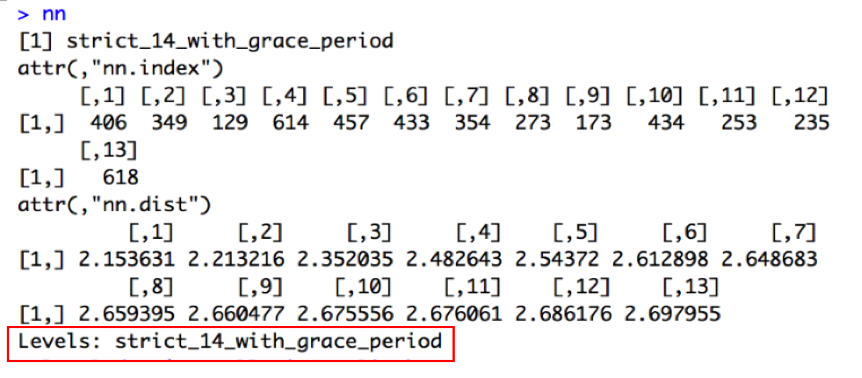 > nn
[1] strict_14_with_grace_period
attr(,"nn.index")
     [,1] [,2] [,3] [,4] [,5] [,6] [,7] [,8] [,9] [,10] [,11] [,12]
[1,]  406  349  129  614  457  433  354  273  173   434   253   235
     [,13]
[1,]   618
attr(,"nn.dist")
         [,1]     [,2]     [,3]     [,4]    [,5]     [,6]     [,7]
[1,] 2.153631 2.213216 2.352035 2.482643 2.54372 2.612898 2.648683
         [,8]     [,9]    [,10]    [,11]    [,12]    [,13]
[1,] 2.659395 2.660477 2.675556 2.676061 2.686176 2.697955
Levels: strict_14_with_grace_period